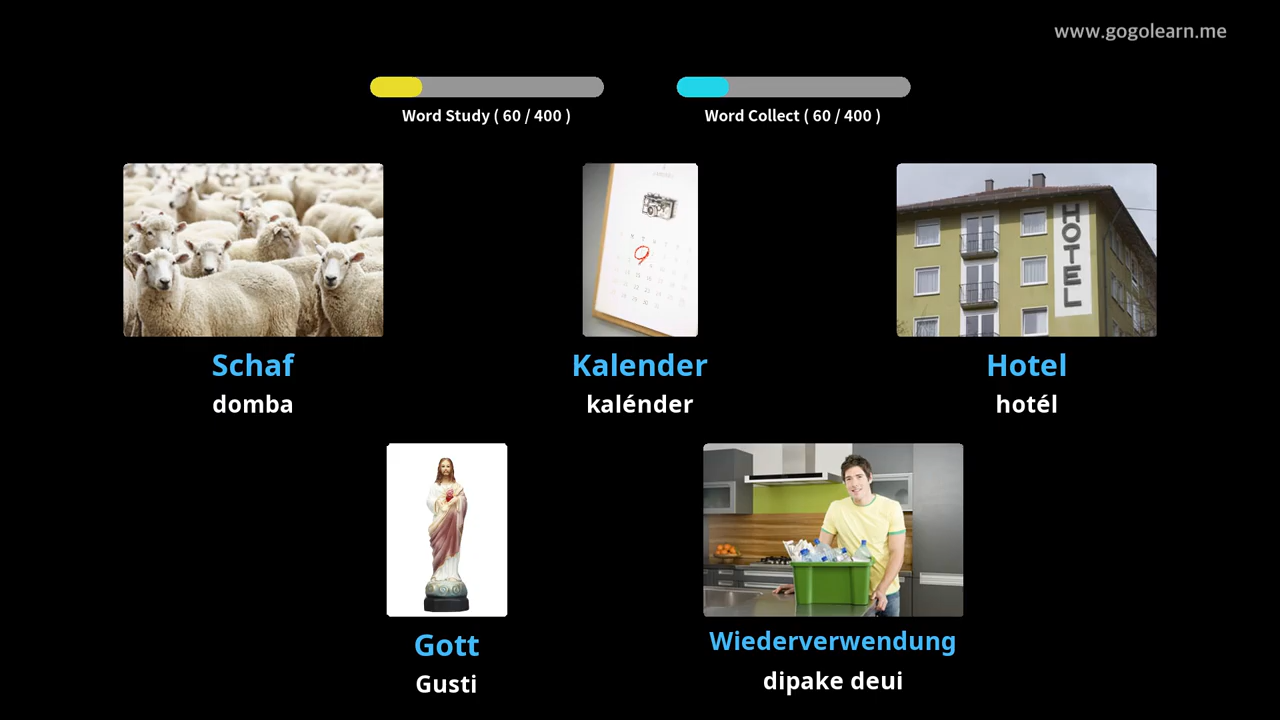 www.gogolearn.me
Word Study ( 60 / 400 )
Word Collect ( 60 / 400 )
9
HOTEL
Schaf
Kalender
Hotel
domba
kalénder
hotél
Gott
Wiederverwendung
Gusti
dipake deui